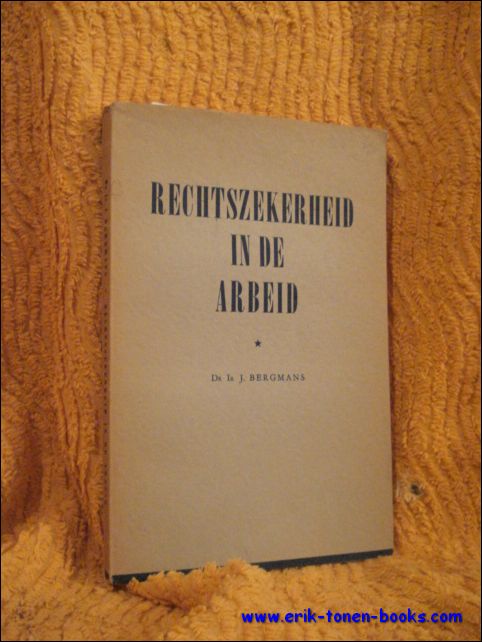 RECHTSZEKERHEID
IN DE
ARBEID
★
Dr Ir J. BERGMANS
www.erik-tonen-books.com